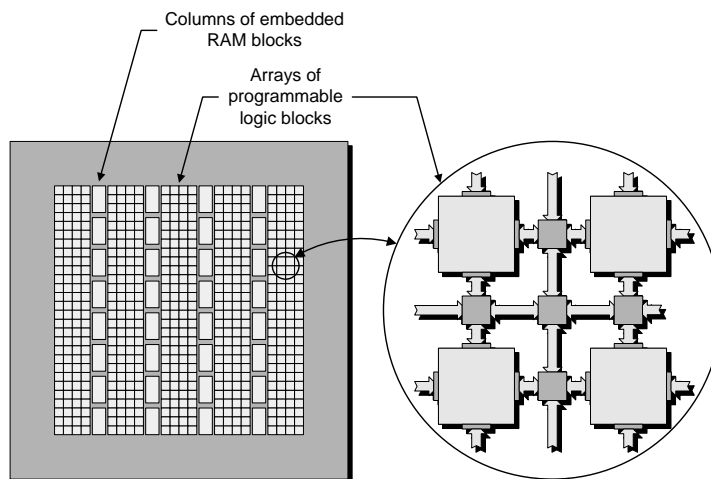 Columns of embedded
RAM blocks
Arrays of
programmable
logic blocks